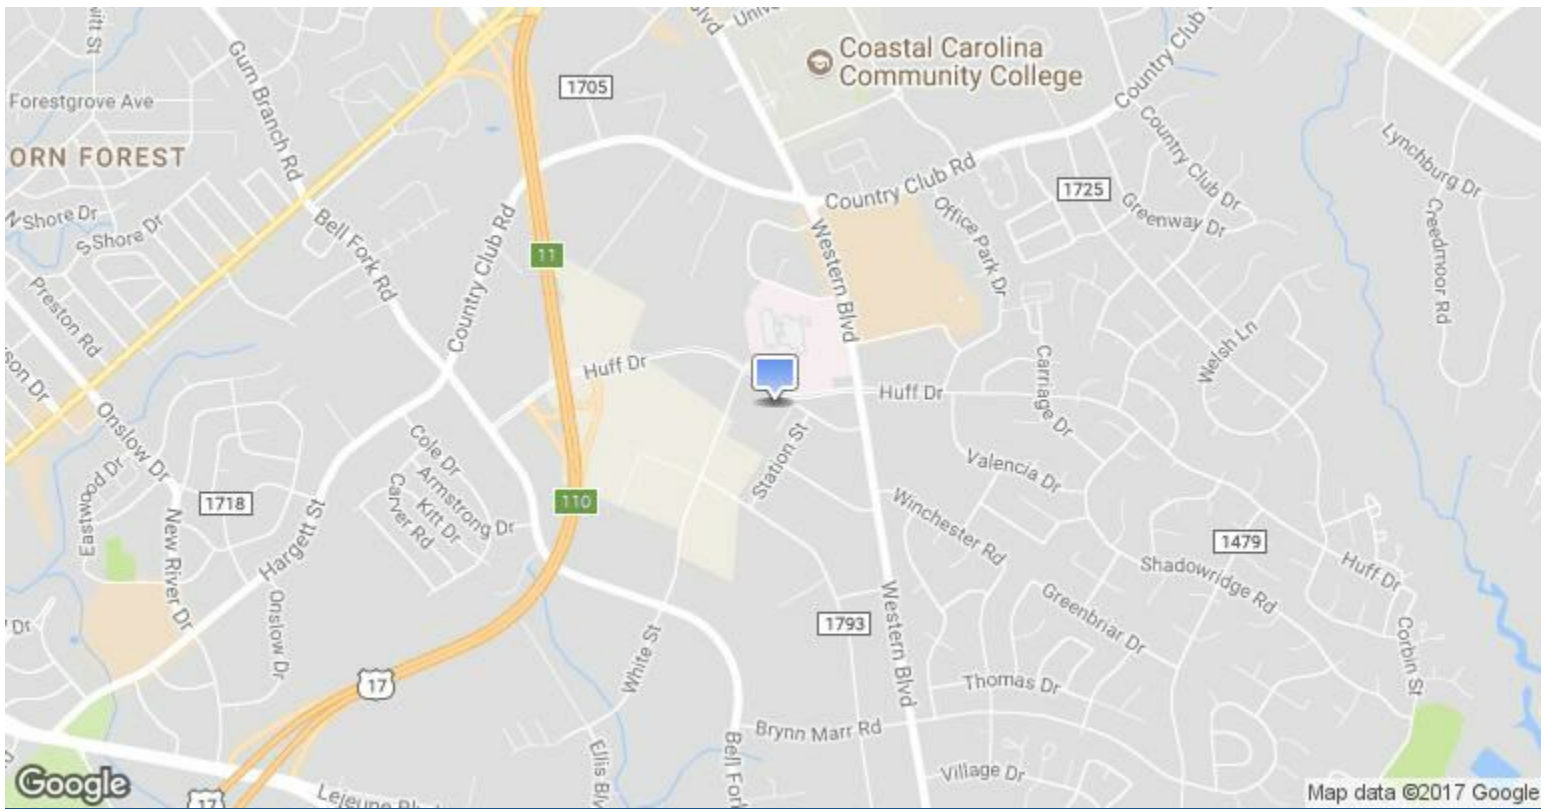 Coastal Carolina
Community College
Forestgrove Ave
Gum Branch Rd
1705
Country Club
ORN FOREST
Country Club Rd
1725
Country Club Dr
Lynchburg Dr
N Shore Dr
S Shore Dr
Bell Fork Rd
Country Club Rd
11
Office Park Dr
Greenway Dr
Creedmoor Rd
Western Blvd
Preston Rd
Huff Dr
Huff Dr
Carriage Dr
Welsh Ln
Onslow Dr
Cole Dr
Armstrong Dr
Kitt Dr
Carver Rd
Station St
Valencia Dr
Eastwood Dr
1718
110
Winchester Rd
New River Dr
Hargett St
1479
Shadowridge Rd
Huff Dr
Onslow Dr
1793
Western Blvd
Greenbriar Dr
Corbin St
Dr
White St
17
Thomas Dr
Brynn Marr Rd
Village Dr
17
Google
Map data ©2017 Google